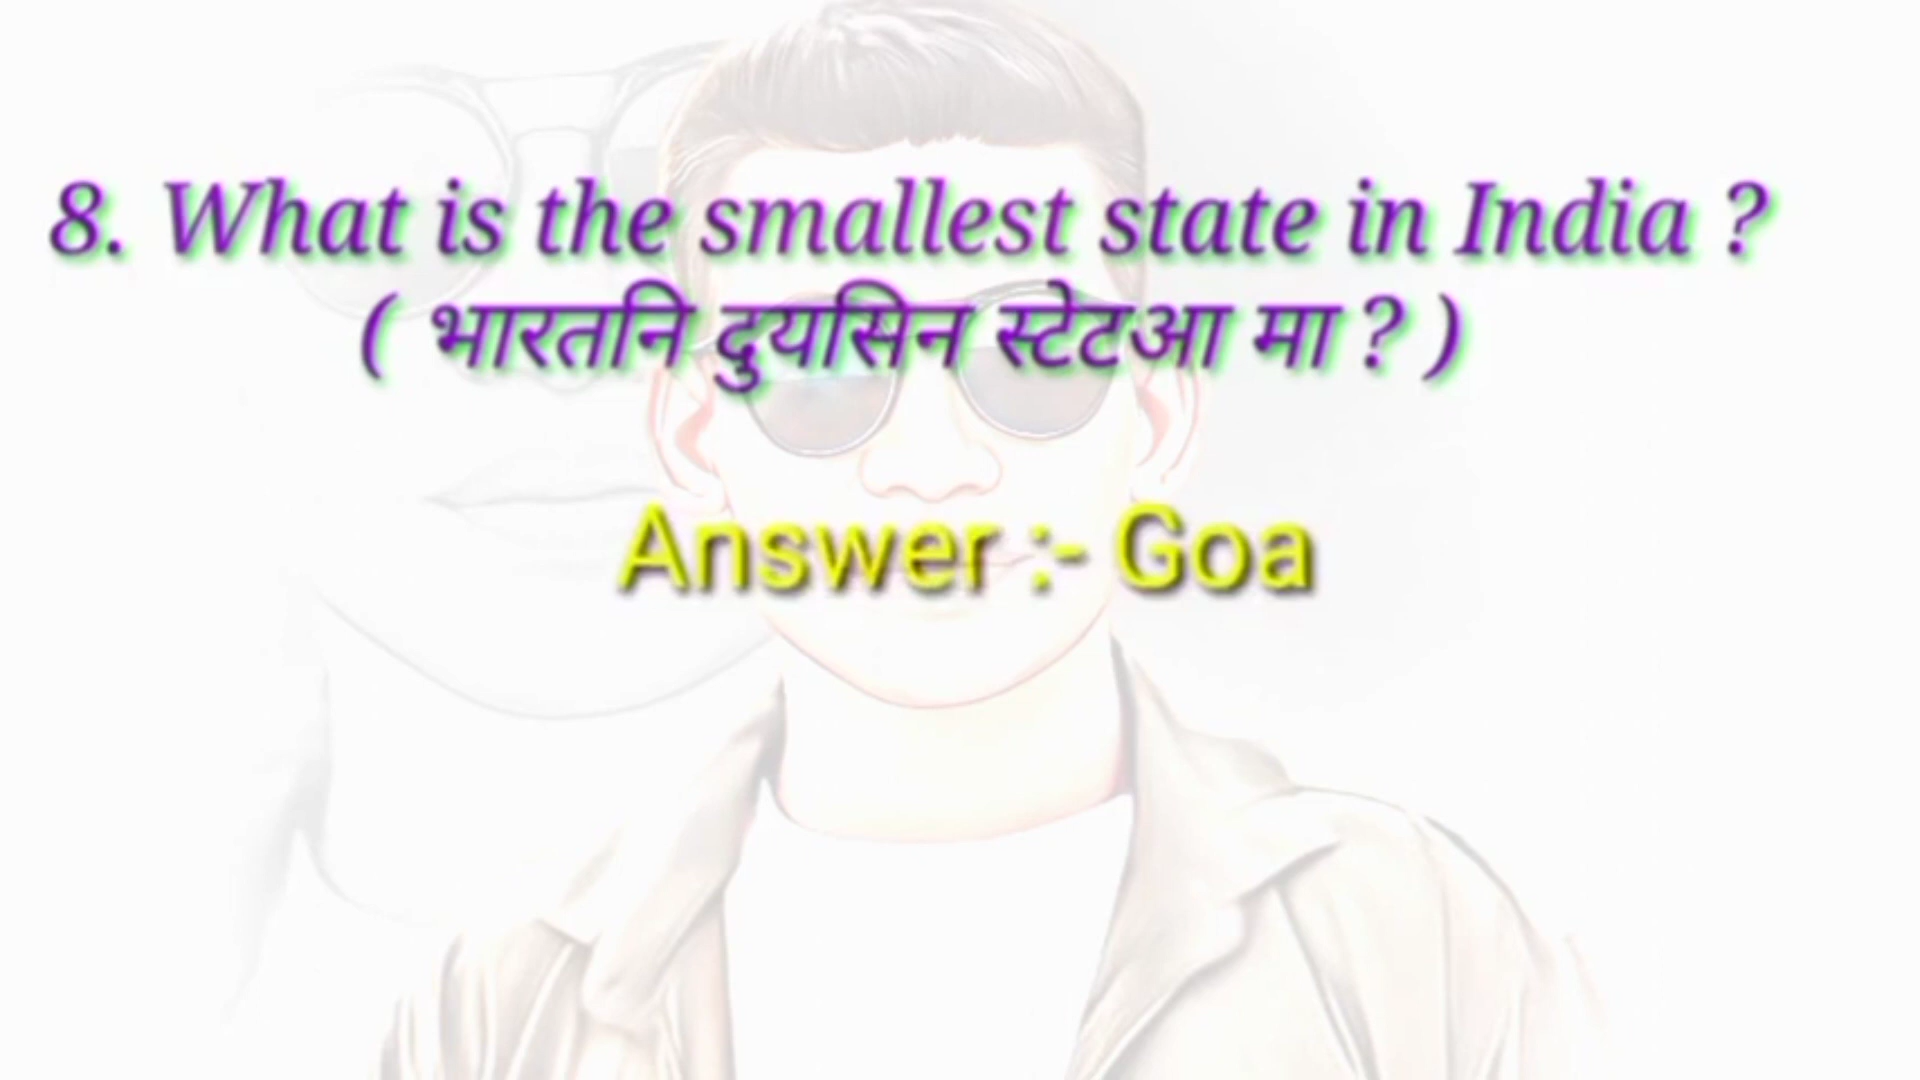 8. What is the smallest state in India ?
( भारतनि दुयसिन स्टेटआ मा ? )
Answer :- Goa